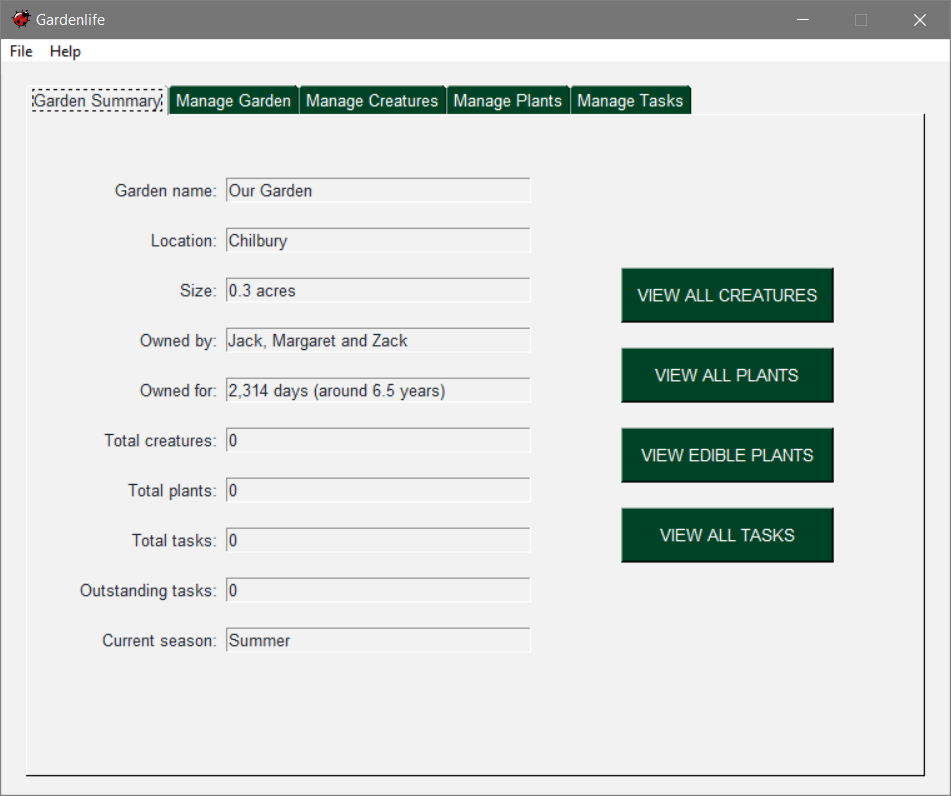 Gardenlife
File Help
Garden Summary Manage Garden Manage Creatures Manage Plants Manage Tasks
Garden name: Our Garden
Location: Chilbury
Size: 0.3 acres
VIEW ALL CREATURES
Owned by: Jack, Margaret and Zack
VIEW ALL PLANTS
Owned for: 2,314 days (around 6.5 years)
Total creatures: 0
VIEW EDIBLE PLANTS
Total plants: 0
Total tasks: 0
VIEW ALL TASKS
Outstanding tasks: 0
Current season: Summer